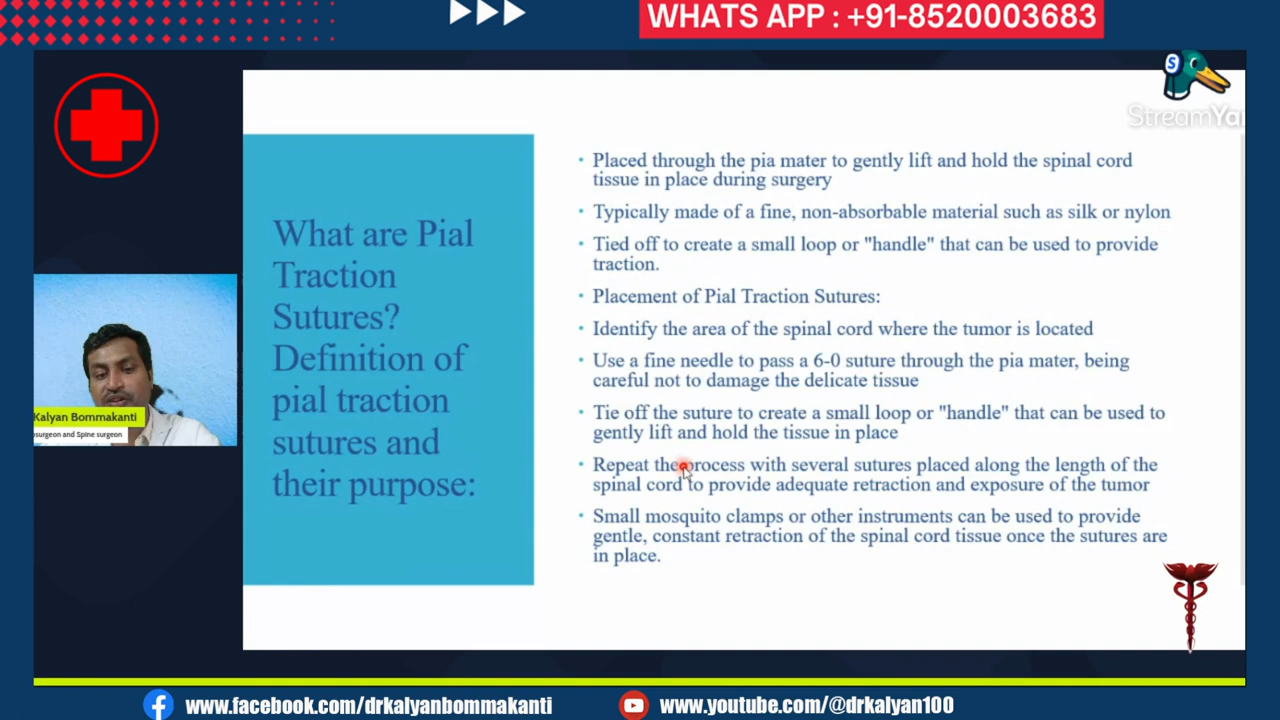 WHATS APP : +91-8520003683
S
StreamYa
What are Pial
Traction
Sutures?
Definition of
pial traction
sutures and
their purpose:
• Placed through the pia mater to gently lift and hold the spinal cord
tissue in place during surgery
• Typically made of a fine, non-absorbable material such as silk or nylon
• Tied off to create a small loop or "handle" that can be used to provide
traction.
• Placement of Pial Traction Sutures:
• Identify the area of the spinal cord where the tumor is located
• Use a fine needle to pass a 6-0 suture through the pia mater, being
careful not to damage the delicate tissue
• Tie off the suture to create a small loop or "handle" that can be used to
gently lift and hold the tissue in place
• Repeat the process with several sutures placed along the length of the
spinal cord to provide adequate retraction and exposure of the tumor
• Small mosquito clamps or other instruments can be used to provide
gentle, constant retraction of the spinal cord tissue once the sutures are
in place.
Kalyan Bommakanti
osurgeon and Spine surgeon
www.facebook.com/drkalyanbommakanti
www.youtube.com/@drkalyan100